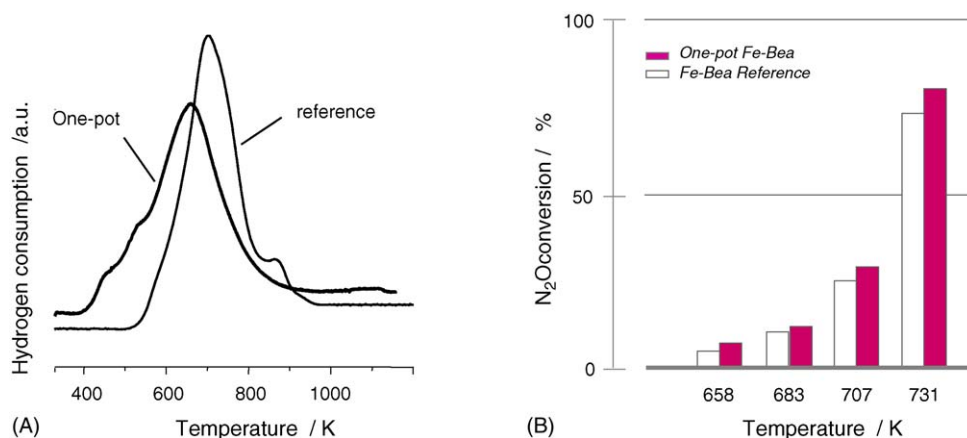 One-pot
reference
Hydrogen consumption /a.u.
400 600 800 1000
(A)
Temperature / K
100
One-pot Fe-Bea
Fe-Bea Reference
50
N₂Oconversion / %
0
658 683 707 731
(B)
Temperature / K